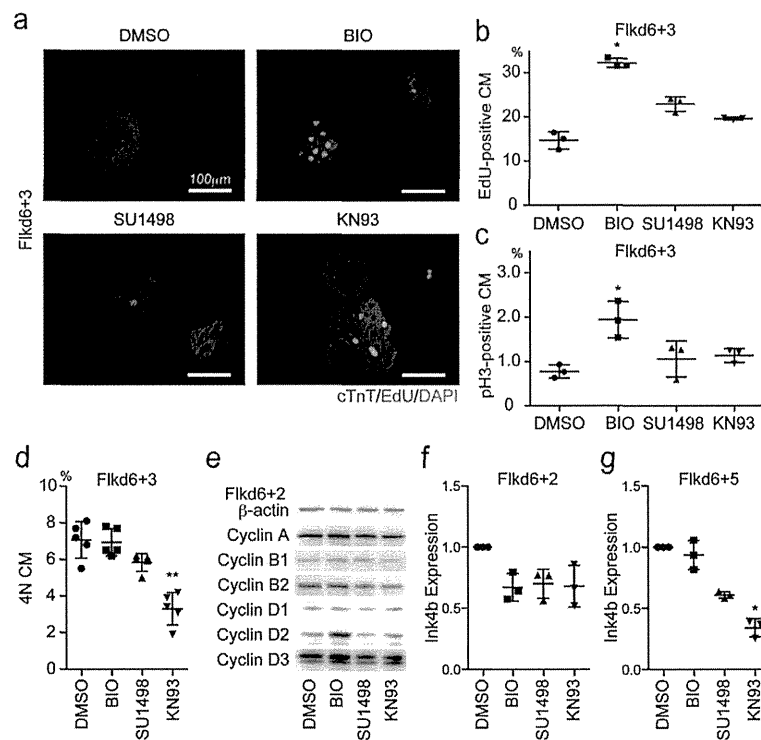 a
DMSO
BIO
100μm
Flkd6+3
SU1498
KN93
cTnT/EdU/DAPI
b
Flkd6+3
%
30
20
10
0
EdU-positive CM
*
DMSO
BIO
SU1498
KN93
c
Flkd6+3
%
3.0
2.0
1.0
0
pH3-positive CM
*
DMSO
BIO
SU1498
KN93
d
%
Flkd6+3
10
8
6
4
2
0
4N CM
**
DMSO
BIO
SU1498
KN93
e
Flkd6+2
β-actin
Cyclin A
Cyclin B1
Cyclin B2
Cyclin D1
Cyclin D2
Cyclin D3
DMSO
BIO
SU1498
KN93
f
Flkd6+2
1.5
1.0
0.5
0.0
Ink4b Expression
DMSO
BIO
SU1498
KN93
g
Flkd6+5
1.5
1.0
0.5
0.0
Ink4b Expression
*
DMSO
BIO
SU1498
KN93